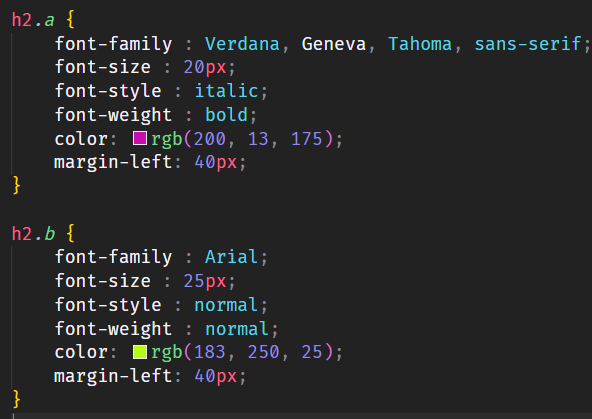 h2.a {
font-family : Verdana, Geneva, Tahoma, sans-serif;
font-size : 20px;
font-style : italic;
font-weight : bold;
color: rgb(200, 13, 175);
margin-left: 40px;
}
h2.b {
font-family : Arial;
font-size : 25px;
font-style : normal;
font-weight : normal;
color: rgb(183, 250, 25);
margin-left: 40px;
}